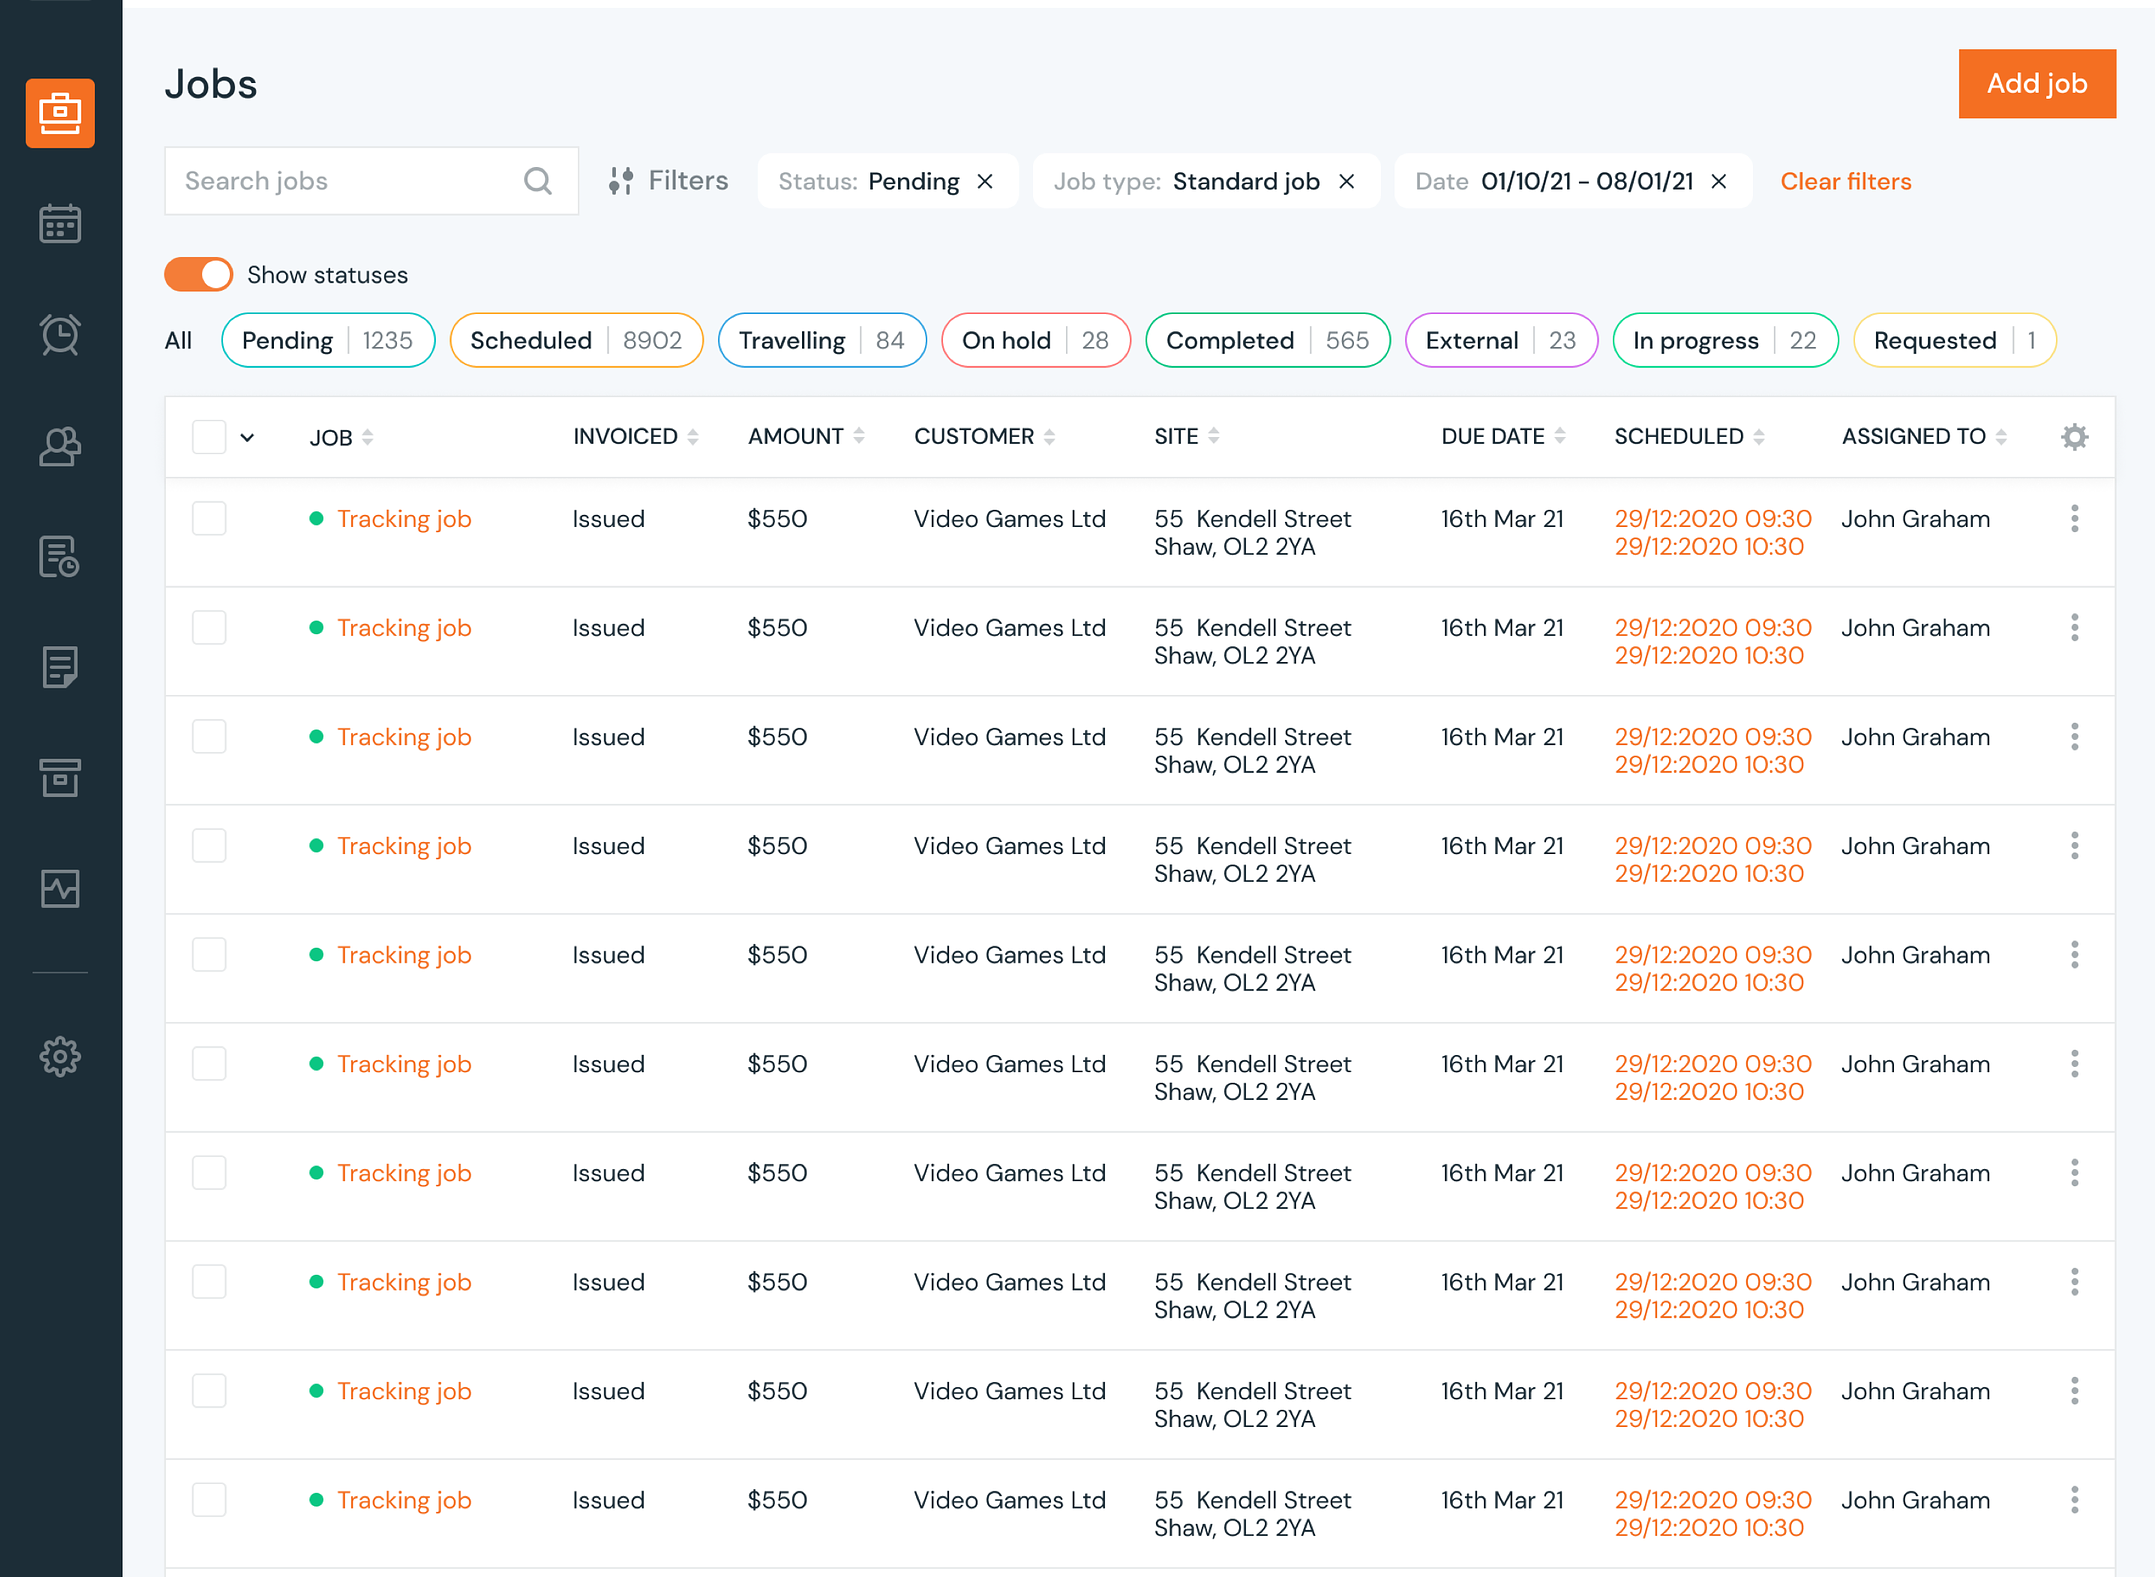 Jobs
Add job
Search jobs
Filters
Status: Pending
Job type: Standard job
Date 01/10/21 - 08/01/21
Clear filters
Show statuses
All
Pending 1235
Scheduled 8902
Travelling 84
On hold 28
Completed 565
External 23
In progress 22
Requested 1
JOB INVOICED AMOUNT CUSTOMER SITE DUE DATE SCHEDULED ASSIGNED TO
Tracking job Issued $550 Video Games Ltd 55 Kendell Street 16th Mar 21 29/12:2020 09:30 John Graham
Shaw, OL2 2YA 29/12:2020 10:30
Tracking job Issued $550 Video Games Ltd 55 Kendell Street 16th Mar 21 29/12:2020 09:30 John Graham
Shaw, OL2 2YA 29/12:2020 10:30
Tracking job Issued $550 Video Games Ltd 55 Kendell Street 16th Mar 21 29/12:2020 09:30 John Graham
Shaw, OL2 2YA 29/12:2020 10:30
Tracking job Issued $550 Video Games Ltd 55 Kendell Street 16th Mar 21 29/12:2020 09:30 John Graham
Shaw, OL2 2YA 29/12:2020 10:30
Tracking job Issued $550 Video Games Ltd 55 Kendell Street 16th Mar 21 29/12:2020 09:30 John Graham
Shaw, OL2 2YA 29/12:2020 10:30
Tracking job Issued $550 Video Games Ltd 55 Kendell Street 16th Mar 21 29/12:2020 09:30 John Graham
Shaw, OL2 2YA 29/12:2020 10:30
Tracking job Issued $550 Video Games Ltd 55 Kendell Street 16th Mar 21 29/12:2020 09:30 John Graham
Shaw, OL2 2YA 29/12:2020 10:30
Tracking job Issued $550 Video Games Ltd 55 Kendell Street 16th Mar 21 29/12:2020 09:30 John Graham
Shaw, OL2 2YA 29/12:2020 10:30
Tracking job Issued $550 Video Games Ltd 55 Kendell Street 16th Mar 21 29/12:2020 09:30 John Graham
Shaw, OL2 2YA 29/12:2020 10:30
Tracking job Issued $550 Video Games Ltd 55 Kendell Street 16th Mar 21 29/12:2020 09:30 John Graham
Shaw, OL2 2YA 29/12:2020 10:30